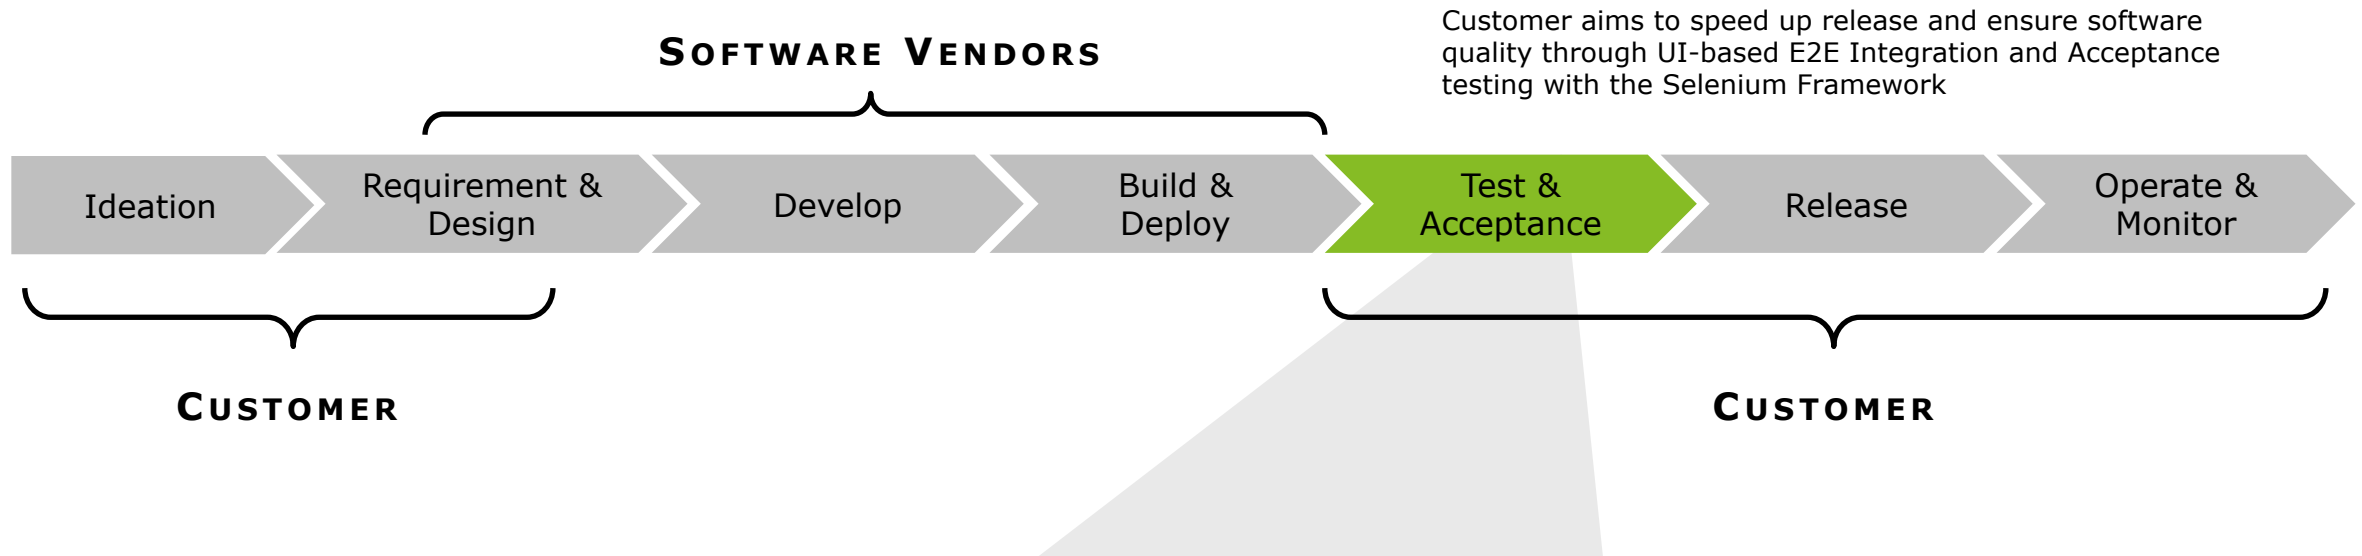 Customer aims to speed up release and ensure software
quality through UI-based E2E Integration and Acceptance
testing with the Selenium Framework
SOFTWARE VENDORS
Ideation
Requirement &
Design
Develop
Build &
Deploy
Test &
Acceptance
Release
Operate &
Monitor
CUSTOMER
CUSTOMER